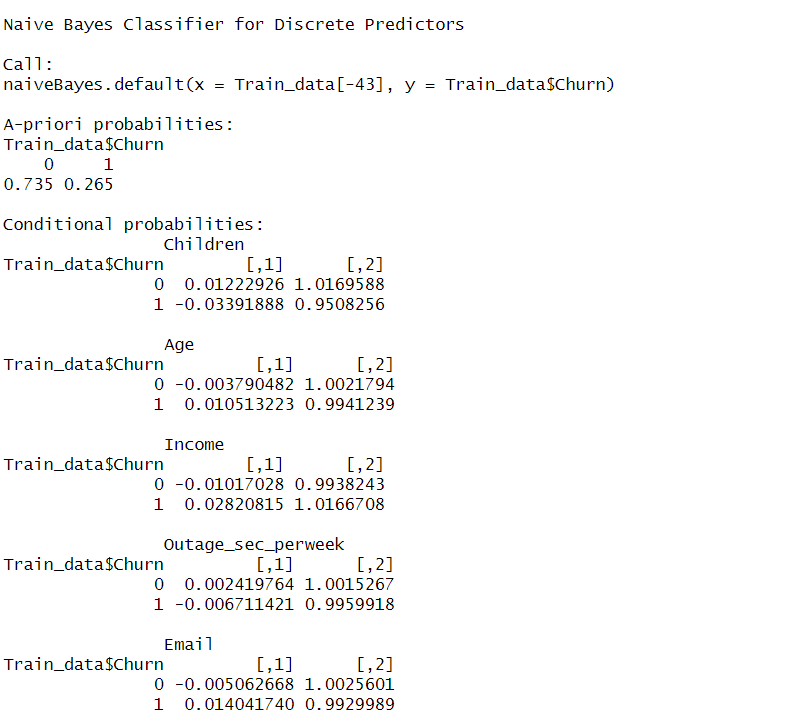 Naive Bayes Classifier for Discrete Predictors
Call:
naiveBayes.default(x = Train_data[-43], y = Train_data$Churn)
A-priori probabilities:
Train_data$Churn
    0     1
0.735 0.265
Conditional probabilities:
                Children
Train_data$Churn        [,1]      [,2]
               0  0.01222926 1.0169588
               1 -0.03391888 0.9508256
                Age
Train_data$Churn         [,1]      [,2]
               0 -0.003790482 1.0021794
               1  0.010513223 0.9941239
                Income
Train_data$Churn        [,1]      [,2]
               0 -0.01017028 0.9938243
               1  0.02820815 1.0166708
                Outage_sec_perweek
Train_data$Churn         [,1]      [,2]
               0  0.002419764 1.0015267
               1 -0.006711421 0.9959918
                Email
Train_data$Churn         [,1]      [,2]
               0 -0.005062668 1.0025601
               1  0.014041740 0.9929989